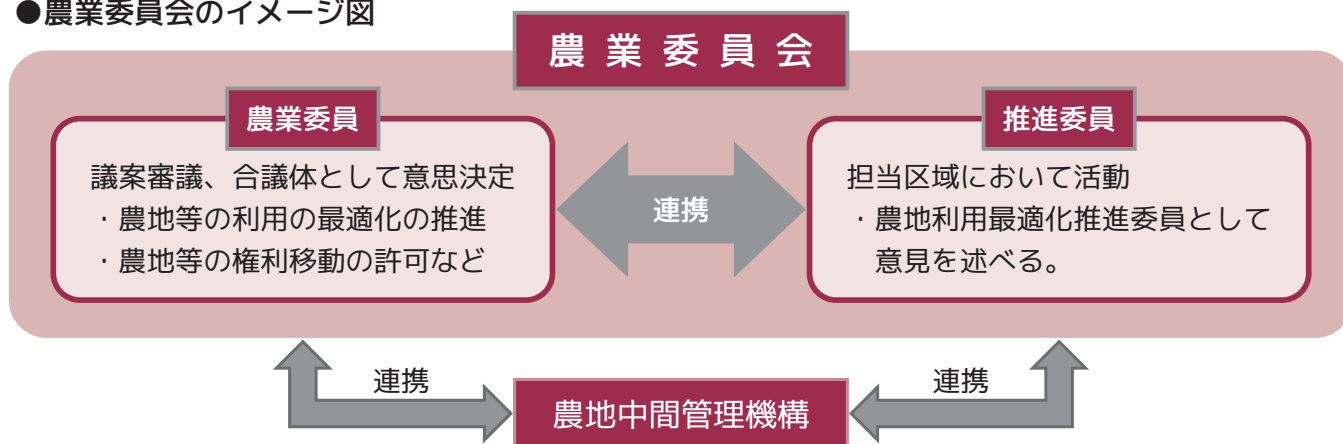 ●農業委員会のイメージ図
農業委員会
農業委員
議案審議、合議体として意思決定
・農地等の利用の最適化の推進
・農地等の権利移動の許可など
連携
推進委員
担当区域において活動
・農地利用最適化推進委員として
意見を述べる。
連携
農地中間管理機構
連携